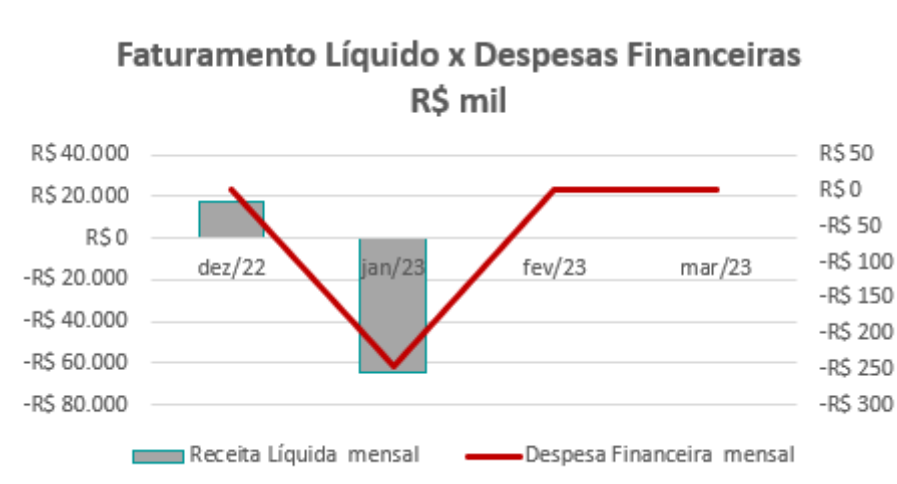 Faturamento Líquido x Despesas Financeiras
R$ mil
R$ 40.000
R$ 20.000
R$ 0
-R$ 20.000
-R$ 40.000
-R$ 60.000
-R$ 80.000
R$ 50
R$ 0
-R$ 50
-R$ 100
-R$ 150
-R$ 200
-R$ 250
-R$ 300
dez/22 jan/23 fev/23 mar/23
Receita Líquida mensal Despesa Financeira mensal